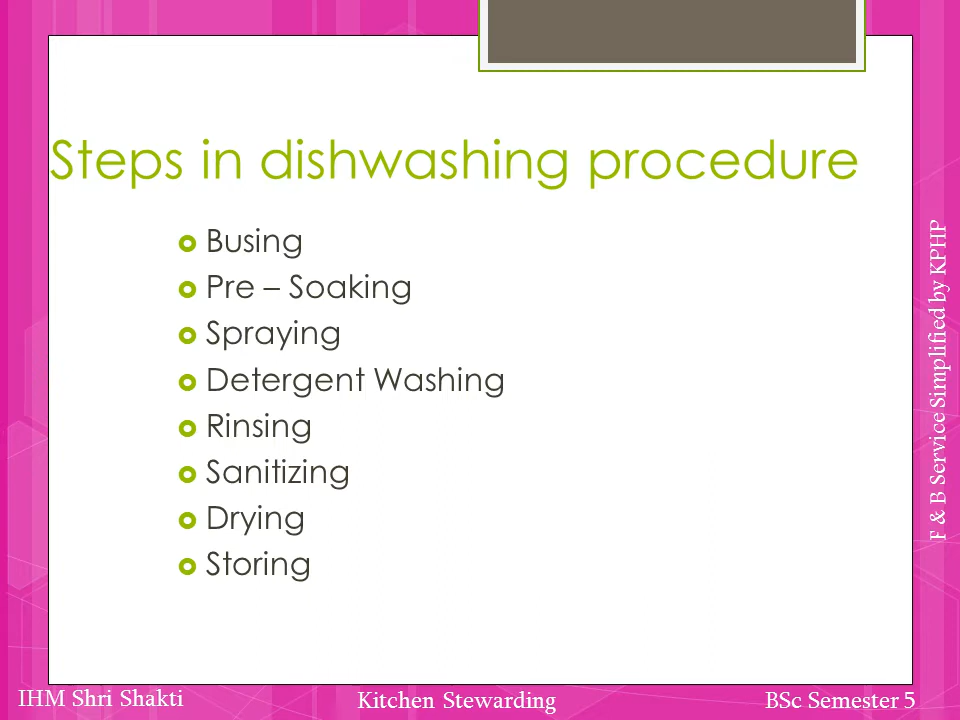 Steps in dishwashing procedure
Busing
Pre – Soaking
Spraying
Detergent Washing
Rinsing
Sanitizing
Drying
Storing
F & B Service Simplified by KPHP
IHM Shri Shakti
Kitchen Stewarding
BSc Semester 5